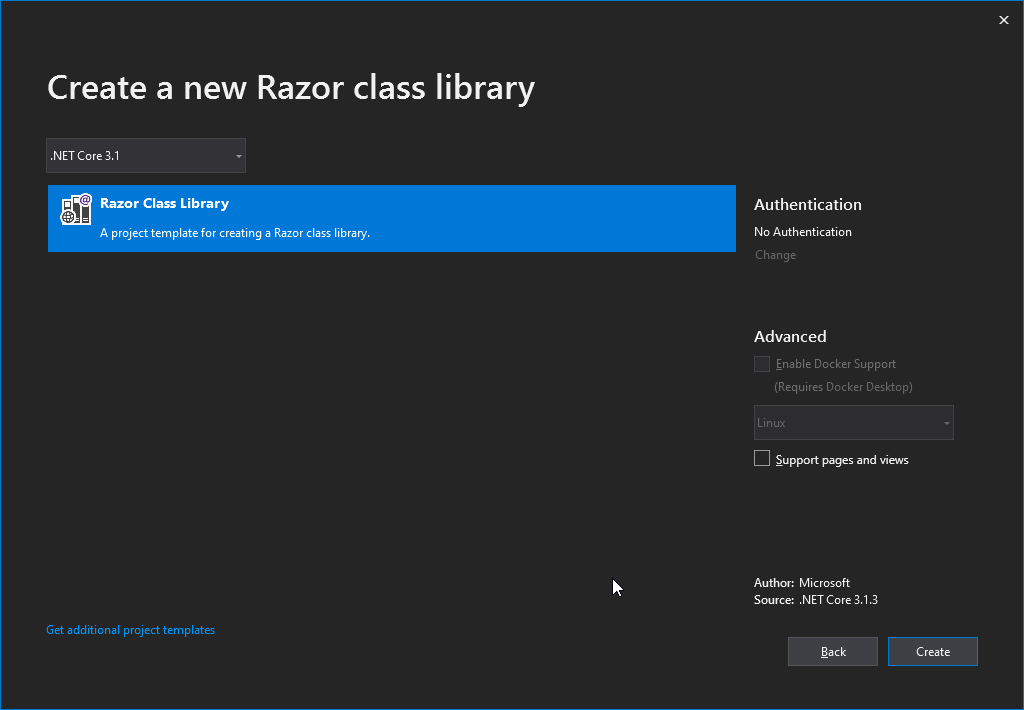 Create a new Razor class library
.NET Core 3.1
Razor Class Library
A project template for creating a Razor class library.
Authentication
No Authentication
Change
Advanced
Enable Docker Support
(Requires Docker Desktop)
Linux
Support pages and views
Author: Microsoft
Source: .NET Core 3.1.3
Get additional project templates
Back
Create